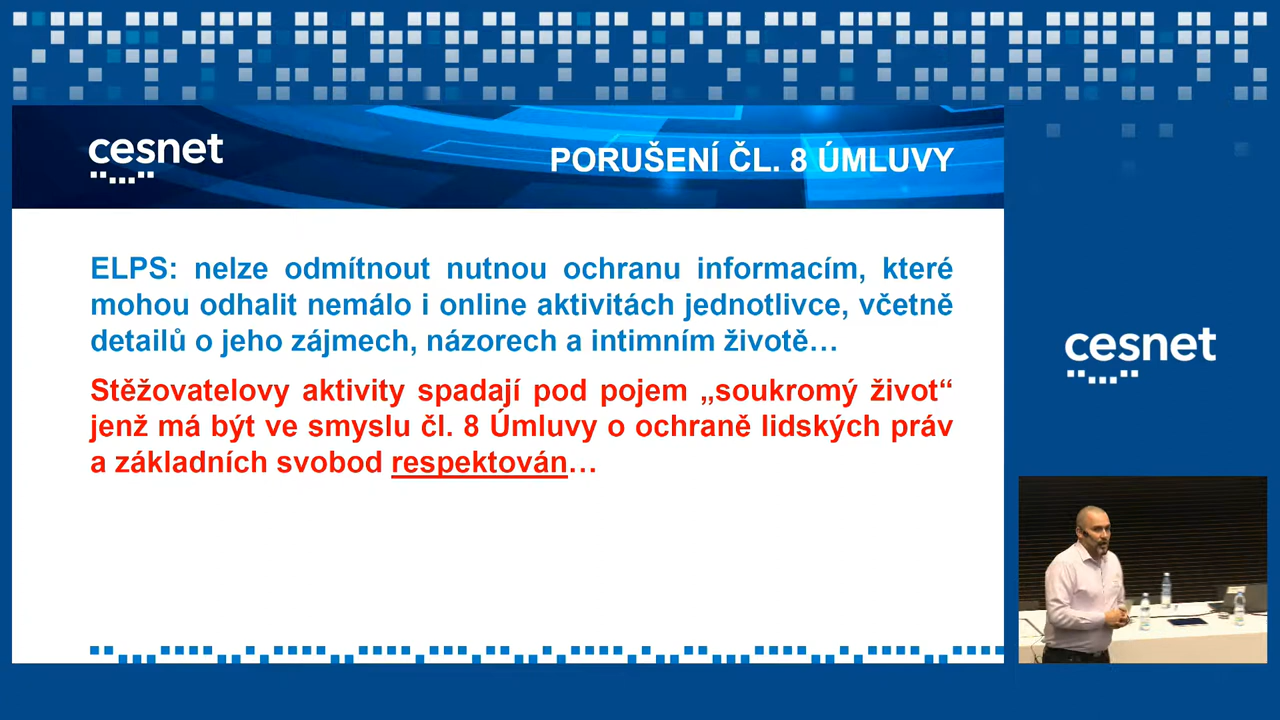 cesnet
PORUŠENÍ ČL. 8 ÚMLUVY
ELPS: nelze odmítnout nutnou ochranu informacím, které
mohou odhalit nemálo i online aktivitách jednotlivce, včetně
detailů o jeho zájmech, názorech a intimním životě…
Stěžovatelovy aktivity spadají pod pojem „soukromý život“
jenž má být ve smyslu čl. 8 Úmluvy o ochraně lidských práv
a základních svobod respektován…
cesnet